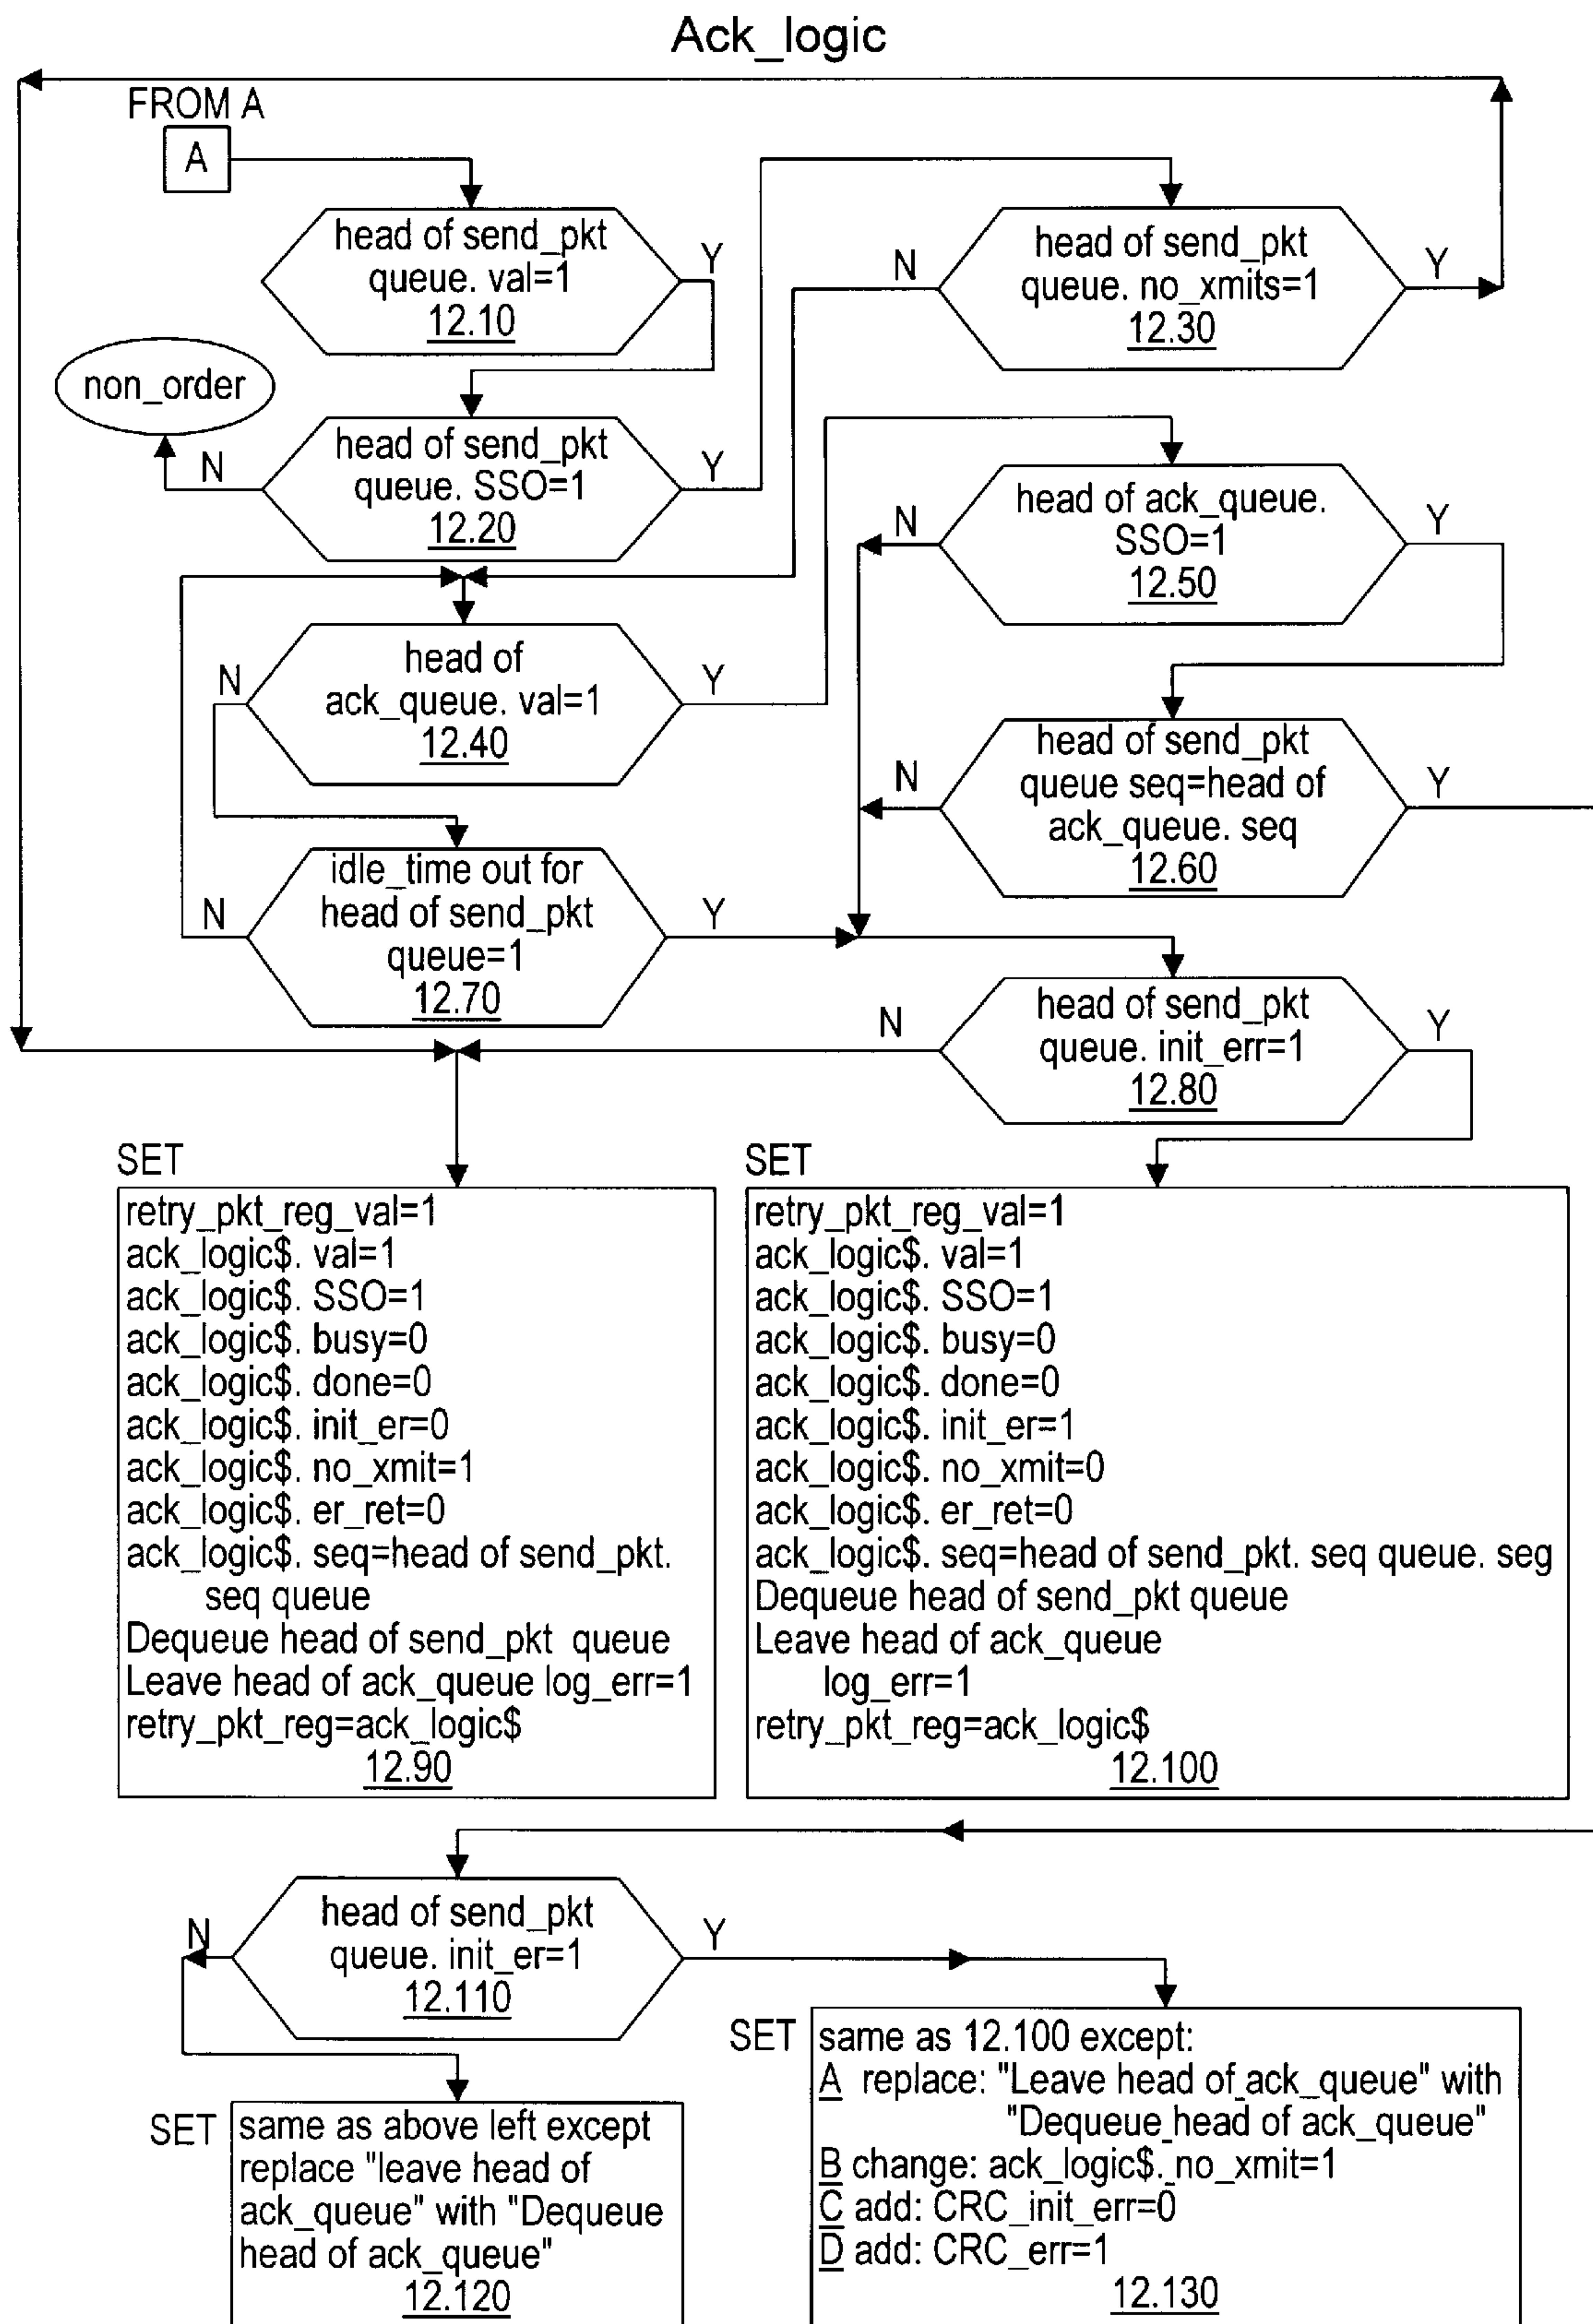 Ack_logic
FROM A
A
head of send_pkt
queue. val=1
12.10
Y
head of send_pkt
queue. no_xmits=1
12.30
N
Y
non_order
head of send_pkt
queue. SSO=1
12.20
N
Y
head of ack_queue.
SSO=1
12.50
N
Y
head of
ack_queue. val=1
12.40
N
Y
head of send_pkt
queue seq=head of
ack_queue. seq
12.60
N
Y
idle_time out for
head of send_pkt
queue=1
12.70
N
Y
head of send_pkt
queue. init_err=1
12.80
N
Y
SET
retry_pkt_reg_val=1
ack_logic$. val=1
ack_logic$. SSO=1
ack_logic$. busy=0
ack_logic$. done=0
ack_logic$. init_er=0
ack_logic$. no_xmit=1
ack_logic$. er_ret=0
ack_logic$. seq=head of send_pkt.
seq queue
Dequeue head of send_pkt queue
Leave head of ack_queue log_err=1
retry_pkt_reg=ack_logic$
12.90
SET
retry_pkt_reg_val=1
ack_logic$. val=1
ack_logic$. SSO=1
ack_logic$. busy=0
ack_logic$. done=0
ack_logic$. init_er=1
ack_logic$. no_xmit=0
ack_logic$. er_ret=0
ack_logic$. seq=head of send_pkt. seq queue. seg
Dequeue head of send_pkt queue
Leave head of ack_queue
log_err=1
retry_pkt_reg=ack_logic$
12.100
head of send_pkt
queue. init_er=1
12.110
N
Y
SET
same as above left except
replace "leave head of
ack_queue" with "Dequeue
head of ack_queue"
12.120
SET
same as 12.100 except:
A replace: "Leave head of_ack_queue" with
"Dequeue_head of ack_queue"
B change: ack_logic$._no_xmit=1
C add: CRC_init_err=0
D add: CRC_err=1
12.130